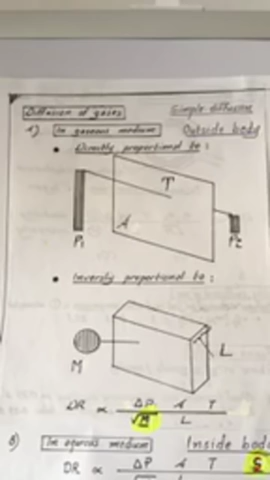 Diffusion of gases Simple diffusion
1) In gaseous medium Outside body
• Directly proportional to :
T
A
P1 P2
• Inversly proportional to :
M L
DR ∝ ΔP A T
√M L
2) In aqueous medium Inside body
DR ∝ ΔP A T S